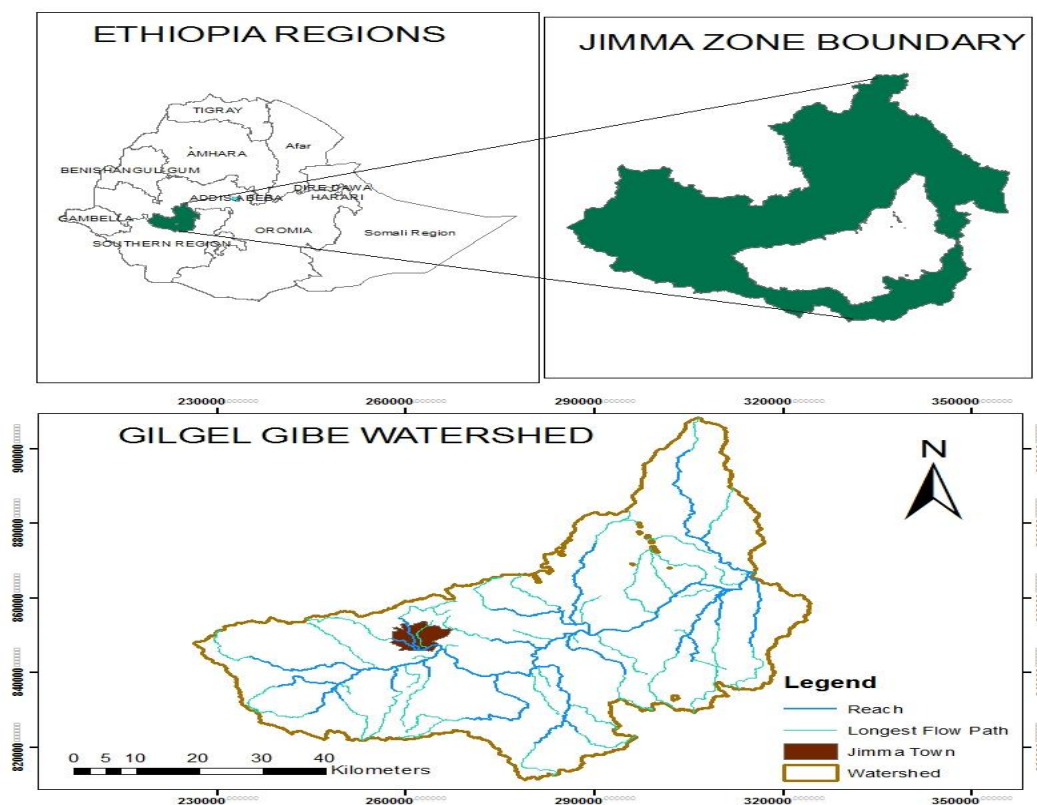 ETHIOPIA REGIONS
TIGRAY
Afar
AMHARA
BENISHANGULGUM
DIRE DAWA
ADDIS ABEBA
HARARI
GAMBELLA
OROMIA
Somali Region
SOUTHERN REGION
JIMMA ZONE BOUNDARY
230000 260000 290000 320000 350000
GILGEL GIBE WATERSHED
N
900000
880000
860000
840000
820000
Legend
Reach
Longest Flow Path
Jimma Town
Watershed
0 5 10 20 30 40
Kilometers
230000 260000 290000 320000 350000